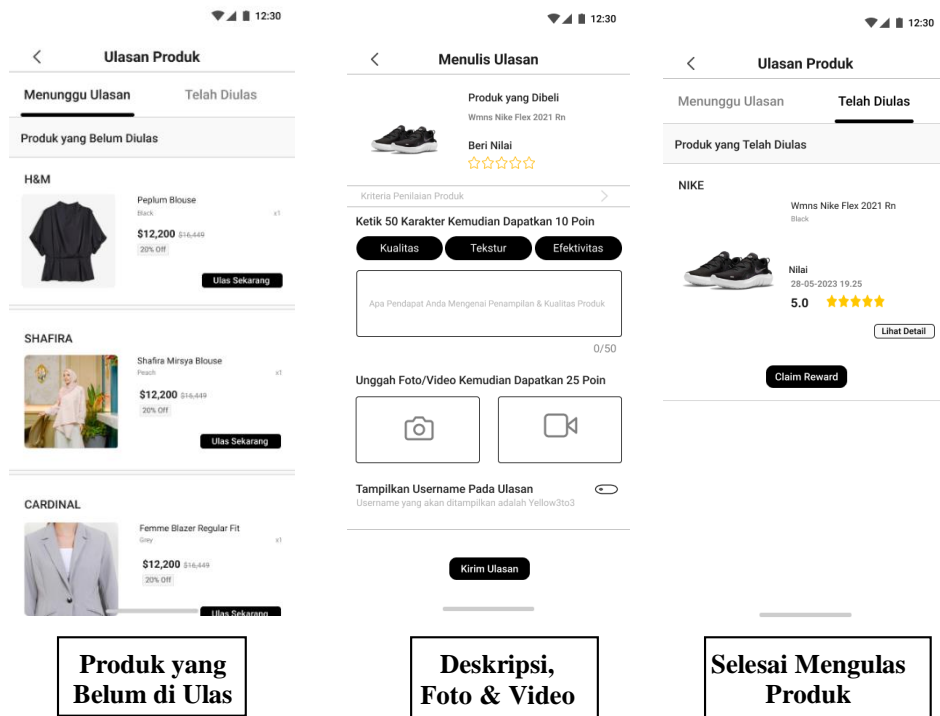 12:30
Ulasan Produk
Menunggu Ulasan Telah Diulas
Produk yang Belum Diulas
H&M
Peplum Blouse
Black x1
$12,200 $16,449
20% Off
Ulas Sekarang
SHAFIRA
Shafira Mirsya Blouse
Peach x1
$12,200 $16,449
20% Off
Ulas Sekarang
CARDINAL
Femme Blazer Regular Fit
Grey x1
$12,200 $16,449
20% Off
Ulas Sekarang
Produk yang
Belum di Ulas
12:30
Menulis Ulasan
Produk yang Dibeli
Wmns Nike Flex 2021 Rn
Beri Nilai
Kriteria Penilaian Produk
Ketik 50 Karakter Kemudian Dapatkan 10 Poin
Kualitas Tekstur Efektivitas
Apa Pendapat Anda Mengenai Penampilan & Kualitas Produk
0/50
Unggah Foto/Video Kemudian Dapatkan 25 Poin
Tampilkan Username Pada Ulasan
Username yang akan ditampilkan adalah Yellow3to3
Kirim Ulasan
Deskripsi,
Foto & Video
12:30
Ulasan Produk
Menunggu Ulasan Telah Diulas
Produk yang Telah Diulas
NIKE
Wmns Nike Flex 2021 Rn
Black
Nilai
28-05-2023 19.25
5.0
Lihat Detail
Claim Reward
Selesai Mengulas
Produk